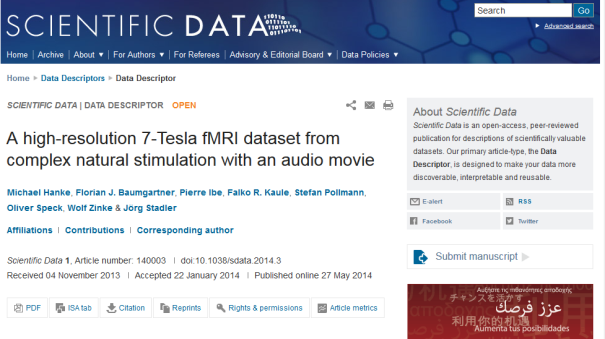 SCIENTIFIC DATA
Search
Go
Advanced search
Home | Archive | About ▼ | For Authors ▼ | For Referees | Advisory & Editorial Board ▼ | Data Policies ▼
Home ▸ Data Descriptors ▸ Data Descriptor
SCIENTIFIC DATA | DATA DESCRIPTOR OPEN
A high-resolution 7-Tesla fMRI dataset from
complex natural stimulation with an audio movie
Michael Hanke, Florian J. Baumgartner, Pierre Ibe, Falko R. Kaule, Stefan Pollmann,
Oliver Speck, Wolf Zinke & Jörg Stadler
Affiliations | Contributions | Corresponding author
Scientific Data 1, Article number: 140003 | doi:10.1038/sdata.2014.3
Received 04 November 2013 | Accepted 22 January 2014 | Published online 27 May 2014
PDF
ISA tab
Citation
Reprints
Rights & permissions
Article metrics
About Scientific Data
Scientific Data is an open-access, peer-reviewed
publication for descriptions of scientifically valuable
datasets. Our primary article-type, the Data
Descriptor, is designed to make your data more
discoverable, interpretable and reusable.
E-alert
RSS
Facebook
Twitter
Submit manuscript
Αυξήστε τις πιθανότητες αποδοχής
チャンスを活かす
عزز فرصك
利用你的机遇
Aumenta tus posibilidades